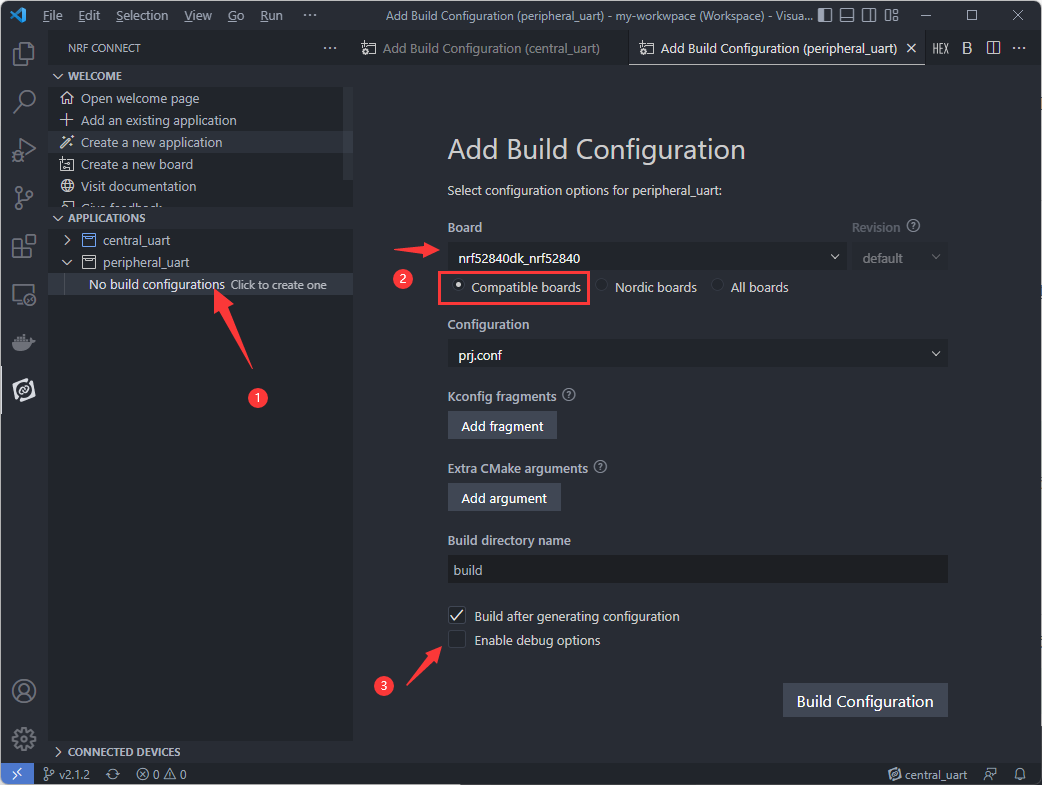 File Edit Selection View Go Run ··· Add Build Configuration (peripheral_uart) - my-workwpace (Workspace) - Visua...
NRF CONNECT ···
Add Build Configuration (central_uart)
Add Build Configuration (peripheral_uart)
HEX B ···
WELCOME
Open welcome page
Add an existing application
Create a new application
Create a new board
Visit documentation
Give feedback
APPLICATIONS
central_uart
peripheral_uart
No build configurations Click to create one
1
Add Build Configuration
Select configuration options for peripheral_uart:
Board
Revision ?
2
nrf52840dk_nrf52840
default
Compatible boards Nordic boards All boards
Configuration
prj.conf
Kconfig fragments ?
Add fragment
Extra CMake arguments ?
Add argument
Build directory name
build
Build after generating configuration
Enable debug options
3
Build Configuration
CONNECTED DEVICES
v2.1.2 0 0 central_uart